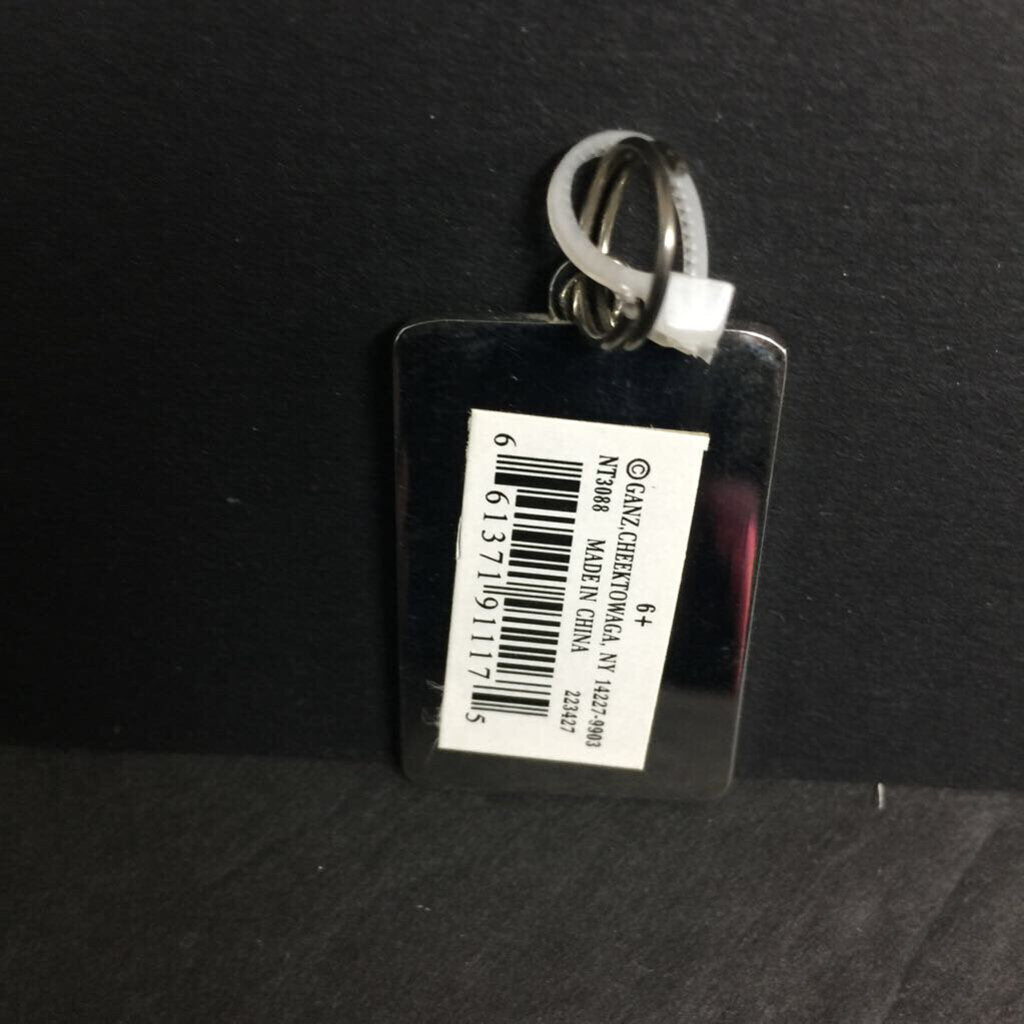 6+
©GANZ,CHEEKTOWAGA, NY 14227-9903
NT3088 MADE IN CHINA 223427
6 61371 91117 5